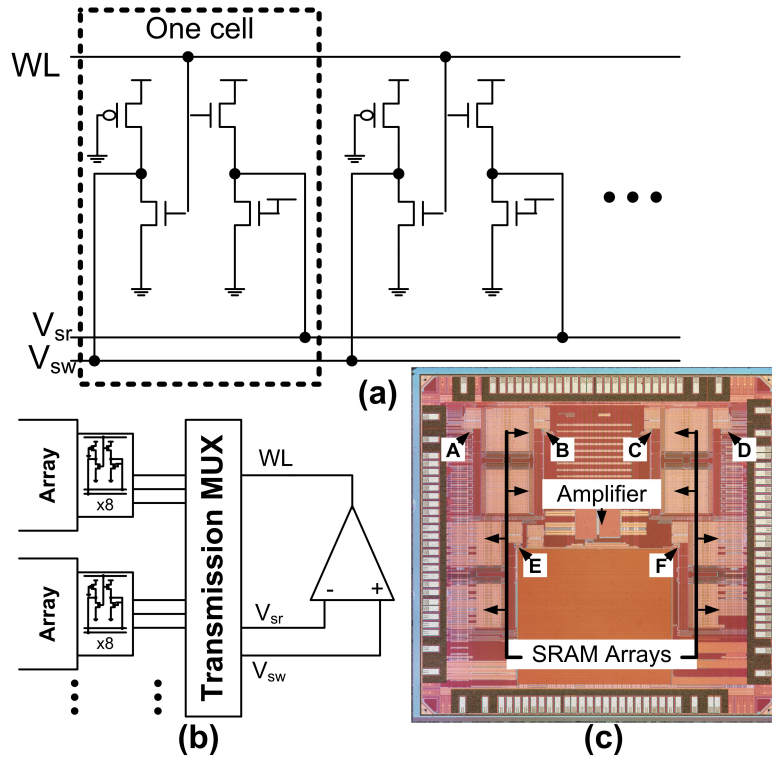 One cell
WL
V_sr
V_sw
(a)
Array
x8
Array
x8
Transmission MUX
WL
V_sr
V_sw
-
+
(b)
A
B
C
D
Amplifier
E
F
SRAM Arrays
(c)